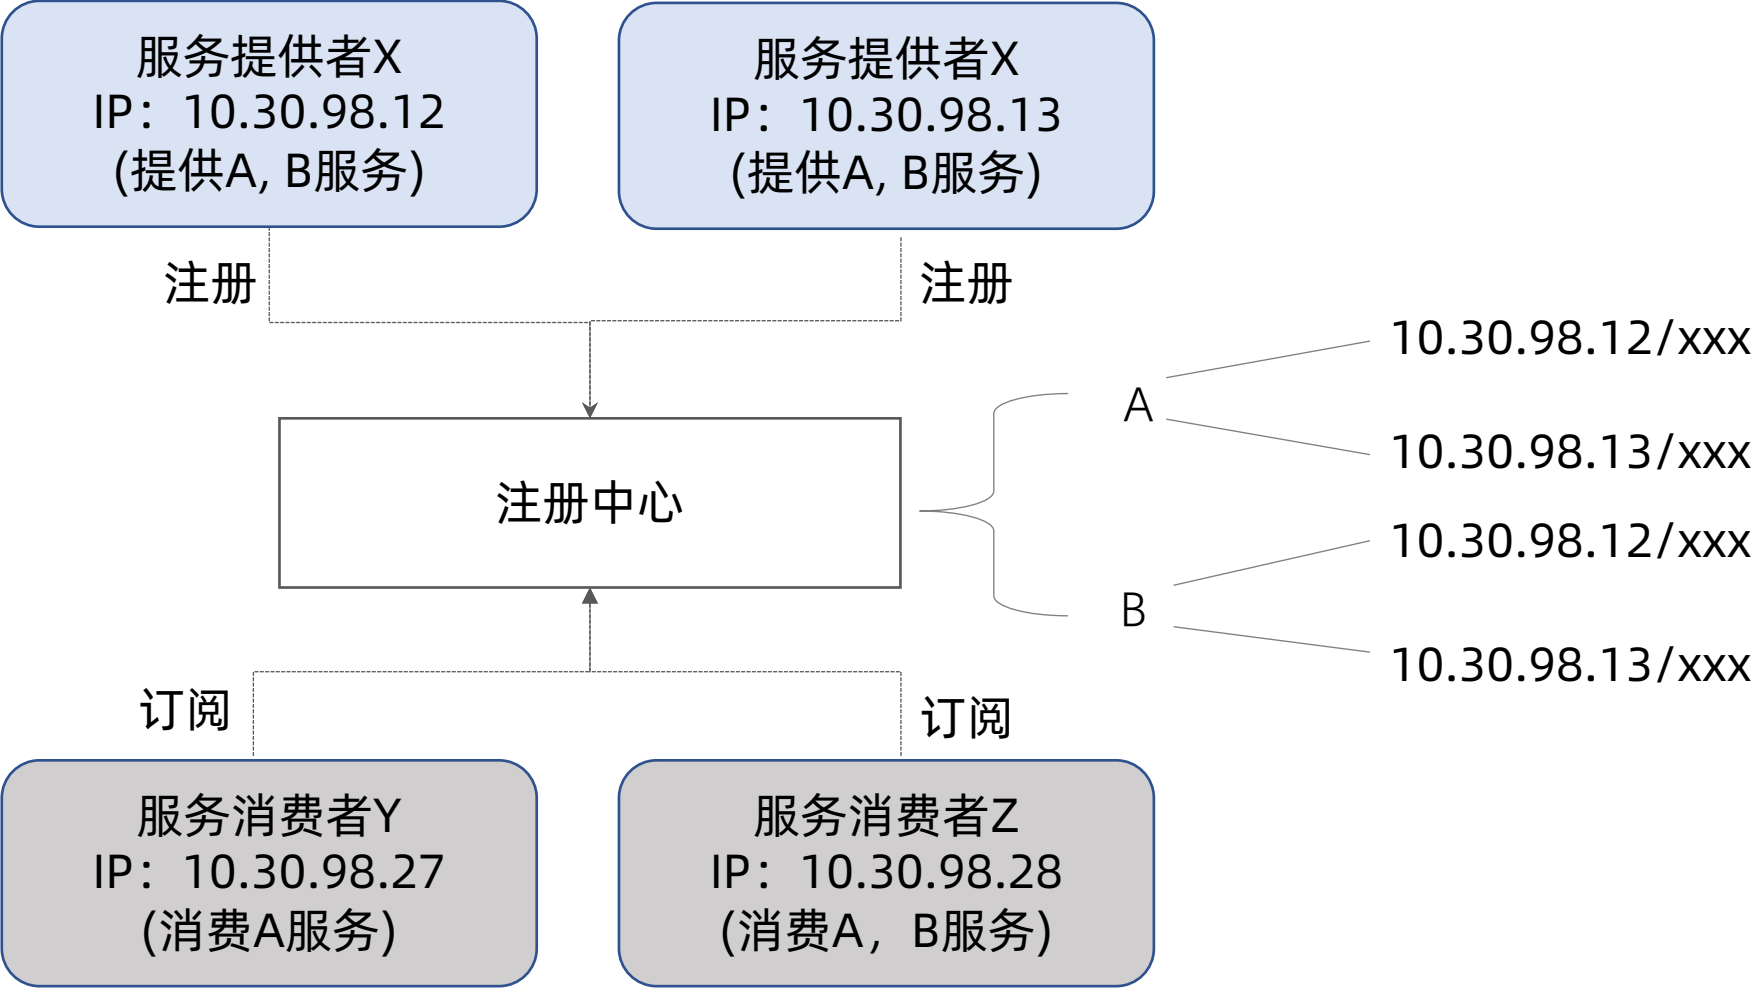 服务提供者X
IP：10.30.98.12
(提供A, B服务)
服务提供者X
IP：10.30.98.13
(提供A, B服务)
注册
注册
注册中心
A
10.30.98.12/xxx
10.30.98.13/xxx
B
10.30.98.12/xxx
10.30.98.13/xxx
订阅
订阅
服务消费者Y
IP：10.30.98.27
(消费A服务)
服务消费者Z
IP：10.30.98.28
(消费A，B服务)